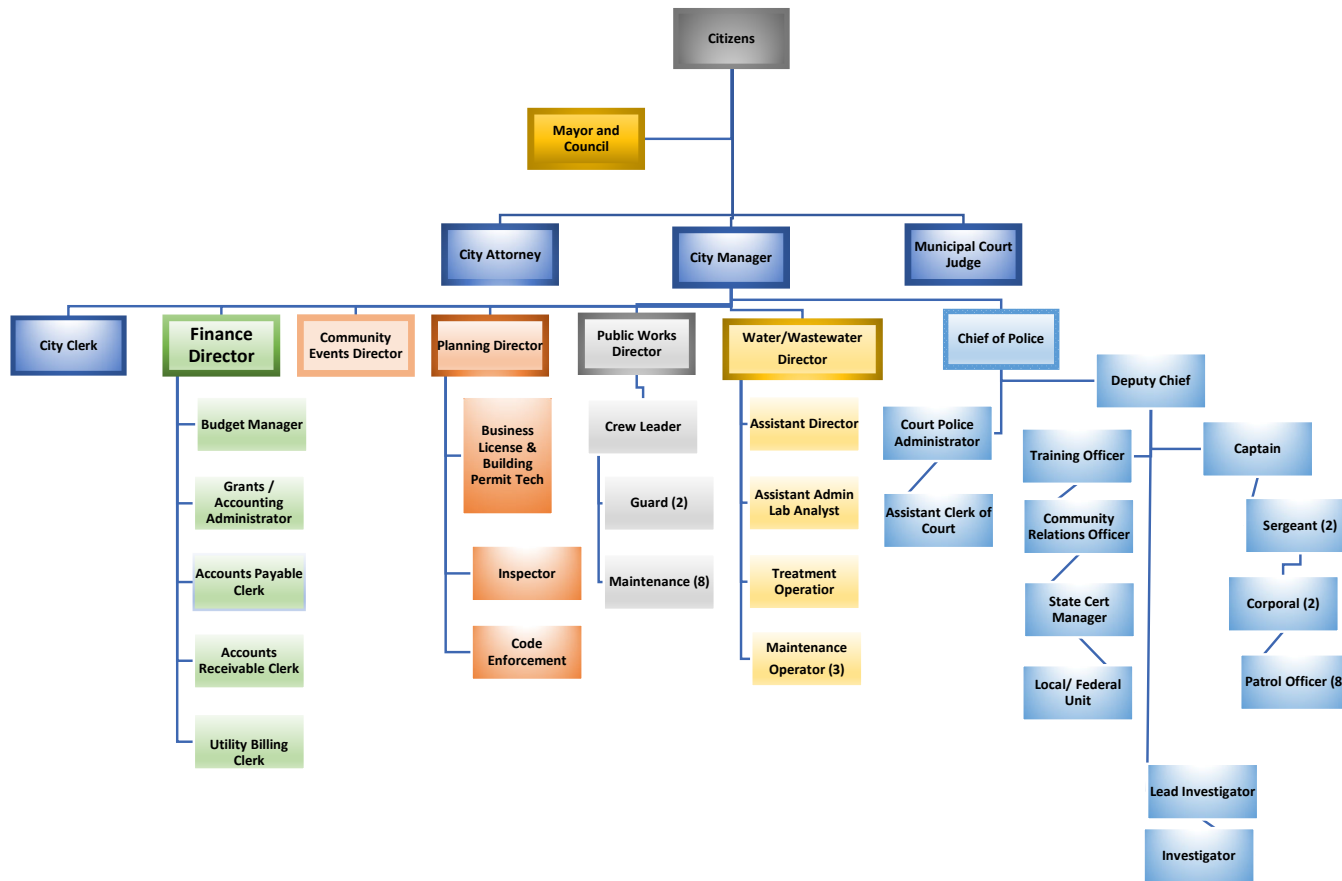 Citizens
Mayor and
Council
City Attorney
City Manager
Municipal Court
Judge
City Clerk
Finance
Director
Community
Events Director
Planning Director
Public Works
Director
Water/Wastewater
Director
Chief of Police
Deputy Chief
Budget Manager
Grants /
Accounting
Administrator
Accounts Payable
Clerk
Accounts
Receivable Clerk
Utility Billing
Clerk
Business
License &
Building
Permit Tech
Inspector
Code
Enforcement
Crew Leader
Guard (2)
Maintenance (8)
Assistant Director
Assistant Admin
Lab Analyst
Treatment
Operatior
Maintenance
Operator (3)
Court Police
Administrator
Assistant Clerk of
Court
Training Officer
Community
Relations Officer
State Cert
Manager
Local/ Federal
Unit
Captain
Sergeant (2)
Corporal (2)
Patrol Officer (8
Lead Investigator
Investigator